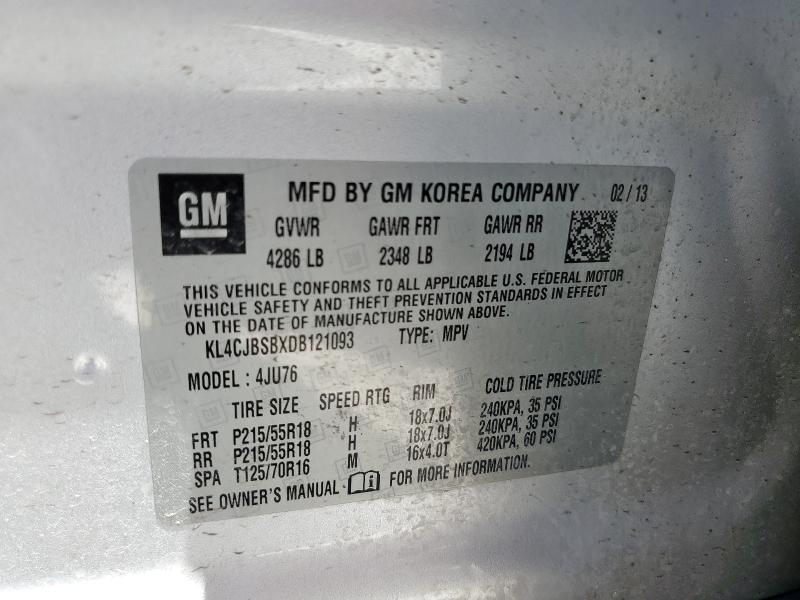 GM
MFD BY GM KOREA COMPANY 02 / 13
GVWR GAWR FRT GAWR RR
4286 LB 2348 LB 2194 LB
THIS VEHICLE CONFORMS TO ALL APPLICABLE U.S. FEDERAL MOTOR
VEHICLE SAFETY AND THEFT PREVENTION STANDARDS IN EFFECT
ON THE DATE OF MANUFACTURE SHOWN ABOVE.
KL4CJBSBXDB121093 TYPE: MPV
MODEL : 4JU76
TIRE SIZE SPEED RTG RIM COLD TIRE PRESSURE
FRT P215/55R18 H 18x7.0J 240KPA, 35 PSI
RR P215/55R18 H 18x7.0J 240KPA, 35 PSI
SPA T125/70R16 M 16x4.0T 420KPA, 60 PSI
SEE OWNER'S MANUAL FOR MORE INFORMATION.